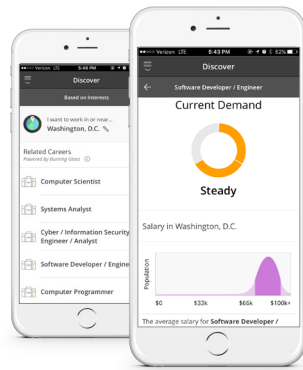 Verizon LTE 5:46 PM
Discover
Based on Interests
I want to work in or near...
Washington, D.C.
Related Careers
Powered by Burning Glass
Computer Scientist
Systems Analyst
Cyber / Information Security
Engineer / Analyst
Software Developer / Engine
Computer Programmer
Verizon LTE 5:43 PM 52%
Discover
Software Developer / Engineer
Current Demand
Steady
Salary in Washington, D.C.
Population
$0 $33k $65k $100k+
The average salary for Software Developer /